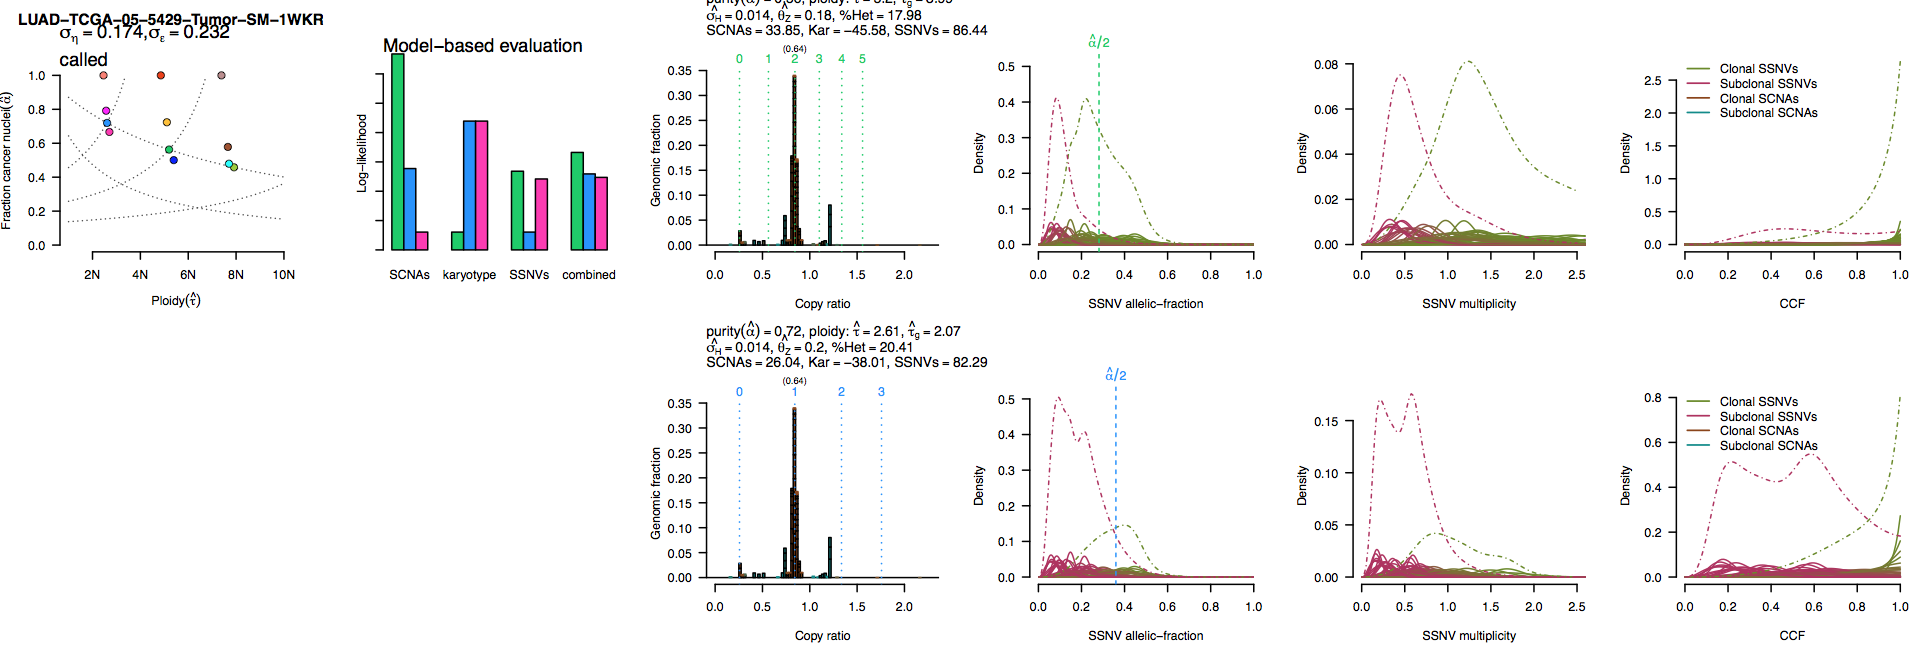 LUAD−TCGA−05−5429−Tumor−SM−1WKR
ση = 0.174,σε = 0.232
called
Fraction cancer nuclei(α̂)
1.0
0.8
0.6
0.4
0.2
0.0
2N 4N 6N 8N 10N
Ploidy(τ̂)
Model−based evaluation
Log−likelihood
SCNAs karyotype SSNVs combined
σ̂H = 0.014, θ̂Z = 0.18, %Het = 17.98
SCNAs = 33.85, Kar = −45.58, SSNVs = 86.44
(0.64)
0 1 2 3 4 5
Genomic fraction
0.35
0.30
0.25
0.20
0.15
0.10
0.05
0.00
0.0 0.5 1.0 1.5 2.0
Copy ratio
α̂/2
Density
0.5
0.4
0.3
0.2
0.1
0.0
0.0 0.2 0.4 0.6 0.8 1.0
SSNV allelic−fraction
Density
0.08
0.06
0.04
0.02
0.00
0.0 0.5 1.0 1.5 2.0 2.5
SSNV multiplicity
Density
2.5
2.0
1.5
1.0
0.5
0.0
Clonal SSNVs
Subclonal SSNVs
Clonal SCNAs
Subclonal SCNAs
0.0 0.2 0.4 0.6 0.8 1.0
CCF
purity(α̂) = 0.72, ploidy: τ̂ = 2.61, τ̂g = 2.07
σ̂H = 0.014, θ̂Z = 0.2, %Het = 20.41
SCNAs = 26.04, Kar = −38.01, SSNVs = 82.29
(0.64)
0 1 2 3
Genomic fraction
0.35
0.30
0.25
0.20
0.15
0.10
0.05
0.00
0.0 0.5 1.0 1.5 2.0
Copy ratio
α̂/2
Density
0.5
0.4
0.3
0.2
0.1
0.0
0.0 0.2 0.4 0.6 0.8 1.0
SSNV allelic−fraction
Density
0.15
0.10
0.05
0.00
0.0 0.5 1.0 1.5 2.0 2.5
SSNV multiplicity
Density
0.8
0.6
0.4
0.2
0.0
Clonal SSNVs
Subclonal SSNVs
Clonal SCNAs
Subclonal SCNAs
0.0 0.2 0.4 0.6 0.8 1.0
CCF